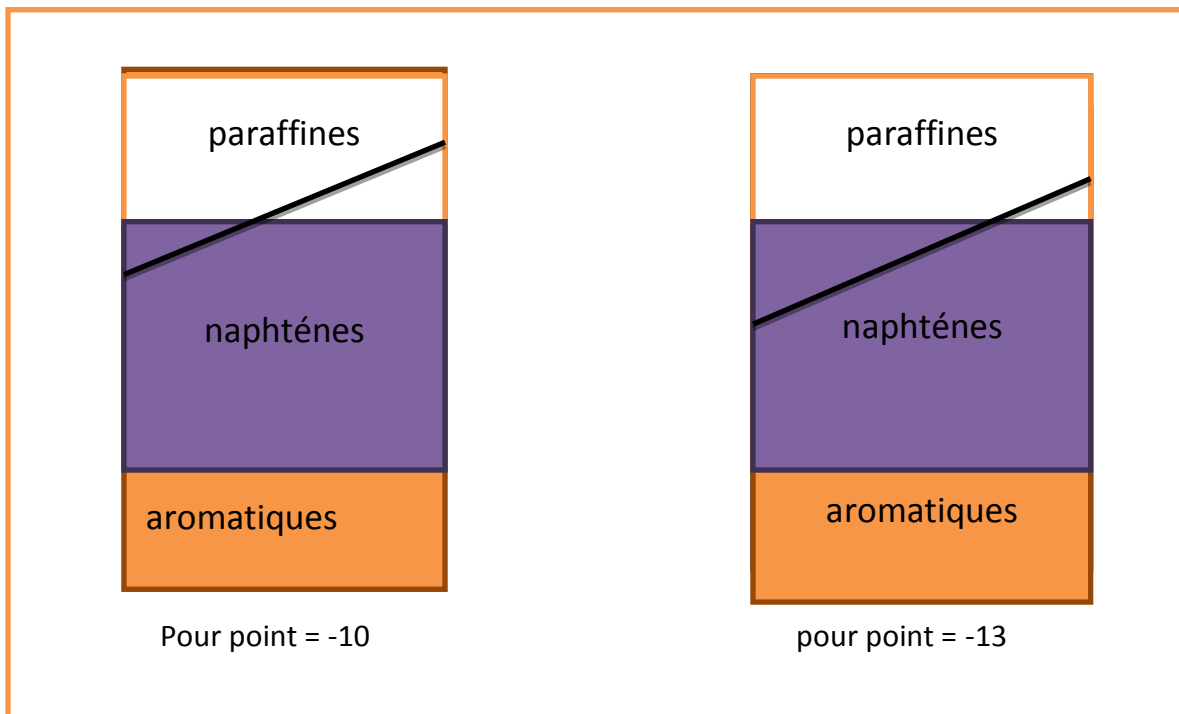 paraffines
naphténes
aromatiques
Pour point = -10
paraffines
naphténes
aromatiques
pour point = -13